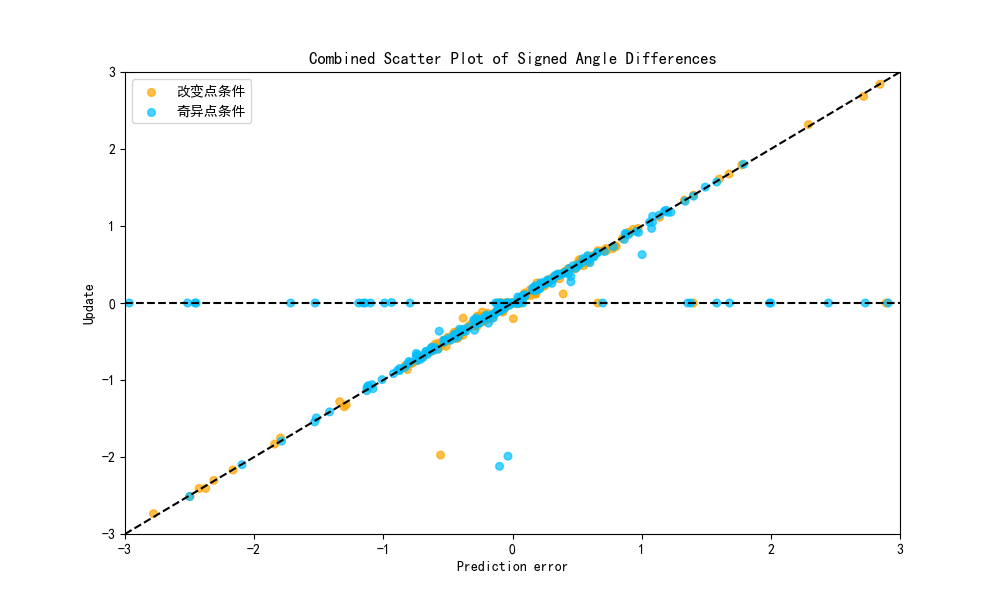 Combined Scatter Plot of Signed Angle Differences
改变点条件
奇异点条件
3
2
1
0
−1
−2
−3
Update
−3 −2 −1 0 1 2 3
Prediction error